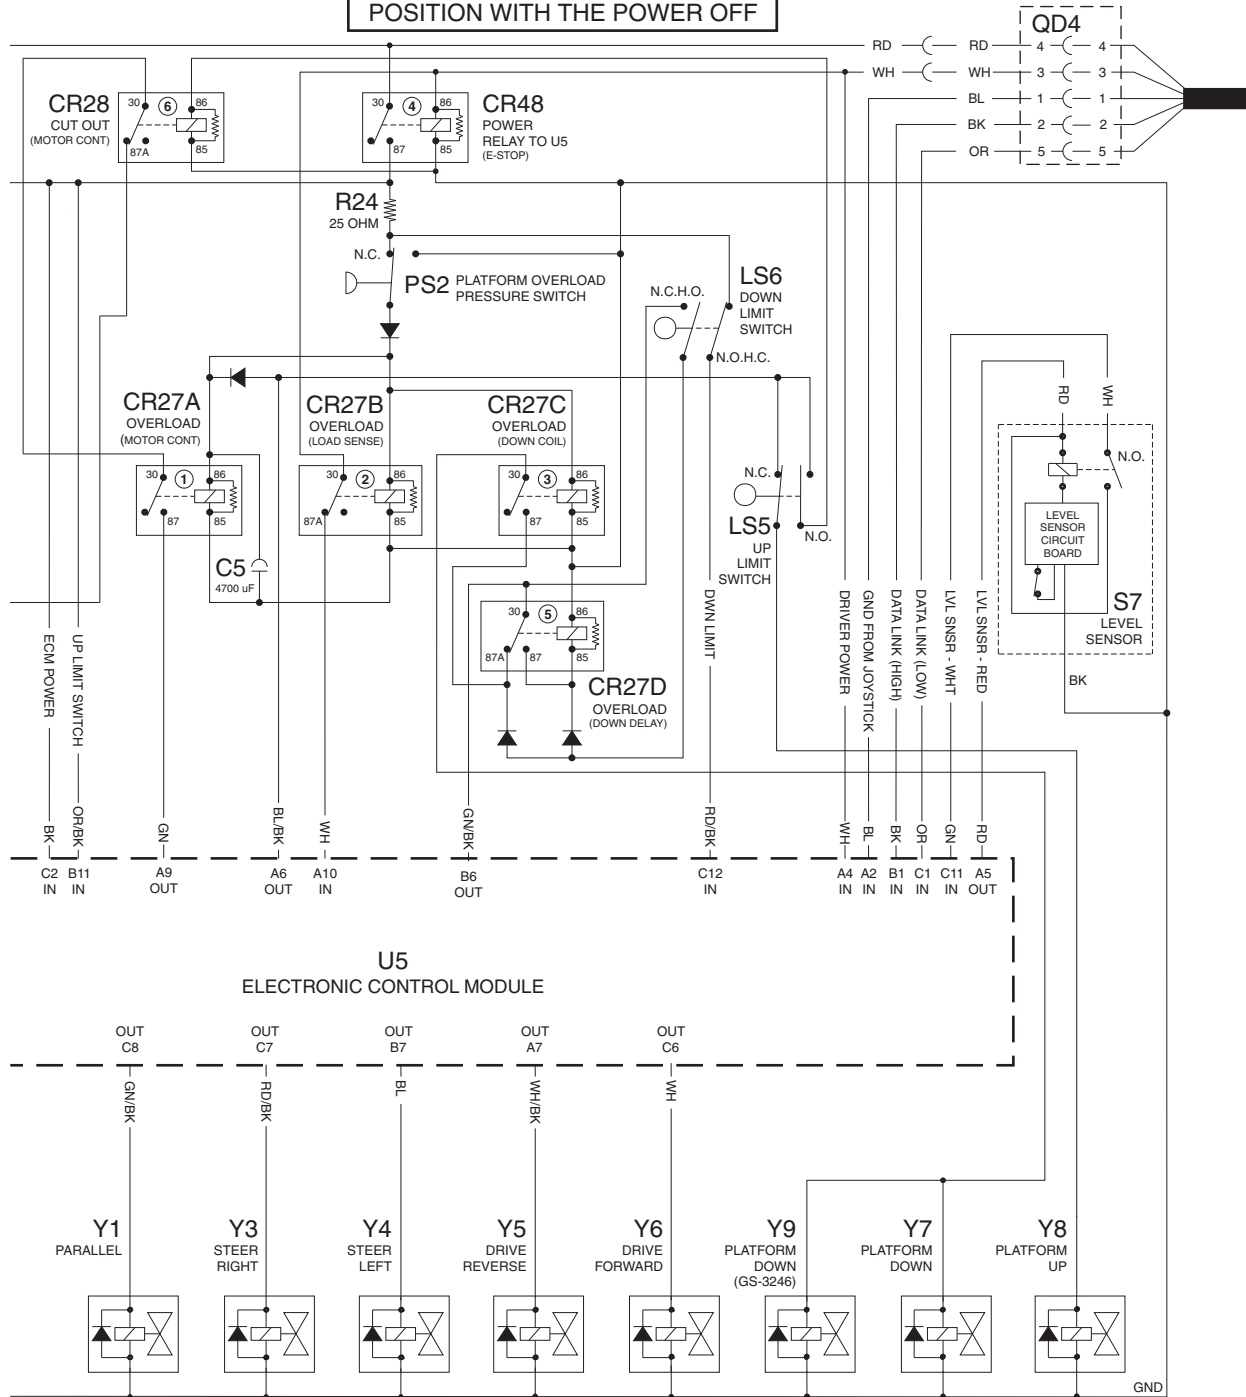 POSITION WITH THE POWER OFF
QD4
RD RD 4 4
WH WH 3 3
BL 1 1
BK 2 2
OR 5 5
CR28
CUT OUT
(MOTOR CONT)
30 6 86
87A 85
CR48
POWER
RELAY TO U5
(E-STOP)
30 4 86
87 85
R24
25 OHM
N.C.
PS2
PLATFORM OVERLOAD
PRESSURE SWITCH
LS6
DOWN
LIMIT
SWITCH
N.C.H.O.
N.O.H.C.
CR27A
OVERLOAD
(MOTOR CONT)
30 1 86
87 85
CR27B
OVERLOAD
(LOAD SENSE)
30 2 86
87A 85
CR27C
OVERLOAD
(DOWN COIL)
30 3 86
87 85
C5
4700 uF
N.C.
LS5
N.O.
UP
LIMIT
SWITCH
30 5 86
87A 87 85
CR27D
OVERLOAD
(DOWN DELAY)
RD
WH
N.O.
LEVEL
SENSOR
CIRCUIT
BOARD
S7
LEVEL
SENSOR
BK
ECM POWER
UP LIMIT SWITCH
DWN LIMIT
DRIVER POWER
GND FROM JOYSTICK
DATA LINK (HIGH)
DATA LINK (LOW)
LVL SNSR - WHT
LVL SNSR - RED
BK
OR/BK
GN
BL/BK
WH
GN/BK
RD/BK
WH
BL
BK
OR
GN
RD
C2 B11 A9 A6 A10 B6 C12 A4 A2 B1 C1 C11 A5
IN IN OUT OUT IN OUT IN IN IN IN IN IN OUT
U5
ELECTRONIC CONTROL MODULE
OUT OUT OUT OUT OUT
C8 C7 B7 A7 C6
GN/BK
RD/BK
BL
WH/BK
WH
Y1
PARALLEL
Y3
STEER
RIGHT
Y4
STEER
LEFT
Y5
DRIVE
REVERSE
Y6
DRIVE
FORWARD
Y9
PLATFORM
DOWN
(GS-3246)
Y7
PLATFORM
DOWN
Y8
PLATFORM
UP
GND